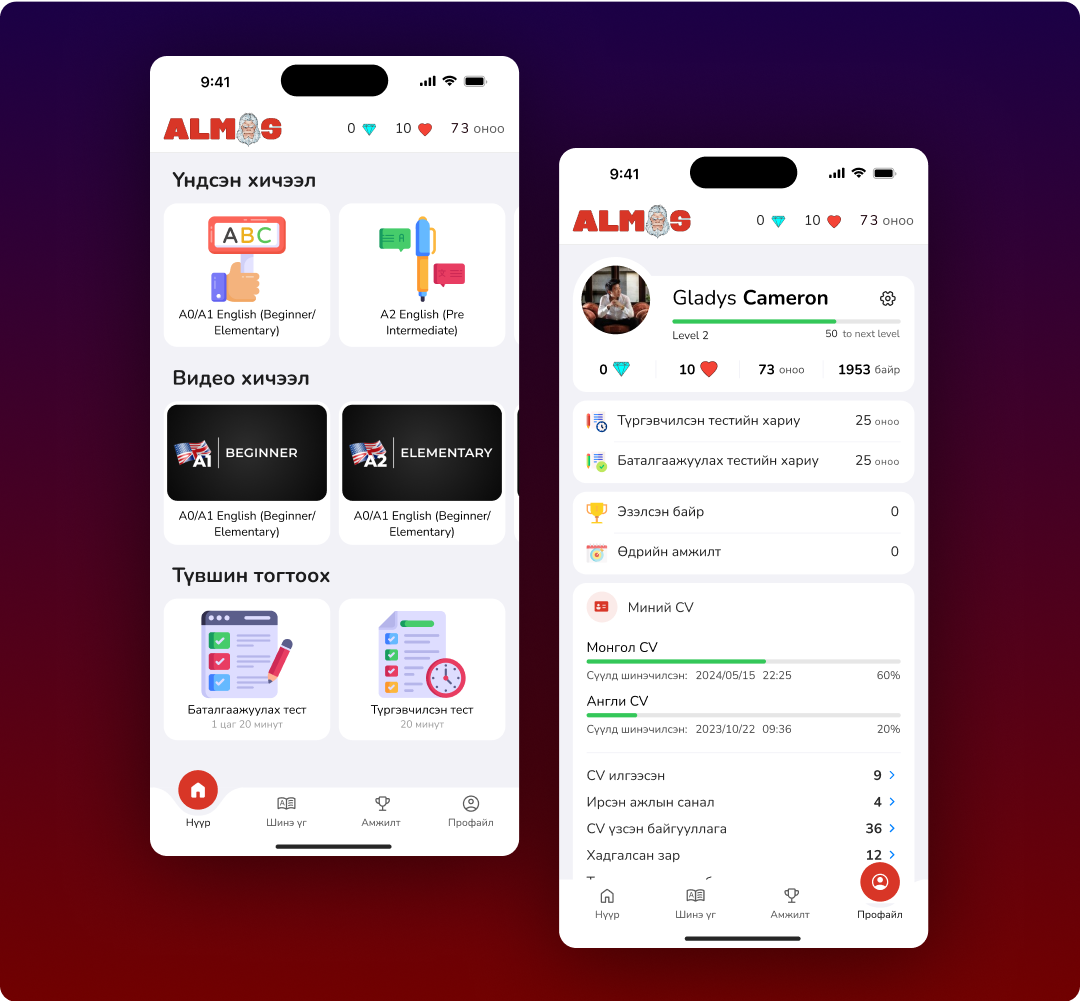 9:41
ALMOS
0 10 73 оноо
Үндсэн хичээл
ABC
A
A0/A1 English (Beginner/
Elementary)
A2 English (Pre
Intermediate)
Видео хичээл
A1 BEGINNER
A2 ELEMENTARY
A0/A1 English (Beginner/
Elementary)
A0/A1 English (Beginner/
Elementary)
Түвшин тогтоох
Баталгаажуулах тест
1 цаг 20 минут
Түргэвчилсэн тест
20 минут
Нүүр
Шинэ үг
Амжилт
Профайл
9:41
ALMOS
0 10 73 оноо
Gladys Cameron
Level 2
50 to next level
0 10 73 оноо 1953 байр
Түргэвчилсэн тестийн хариу 25 оноо
Баталгаажуулах тестийн хариу 25 оноо
Эзэлсэн байр 0
Өдрийн амжилт 0
Миний CV
Монгол CV
Сүүлд шинэчилсэн: 2024/05/15 22:25 60%
Англи CV
Сүүлд шинэчилсэн: 2023/10/22 09:36 20%
CV илгээсэн 9
Ирсэн ажлын санал 4
CV үзсэн байгууллага 36
Хадгалсан зар 12
Нүүр
Шинэ үг
Амжилт
Профайл